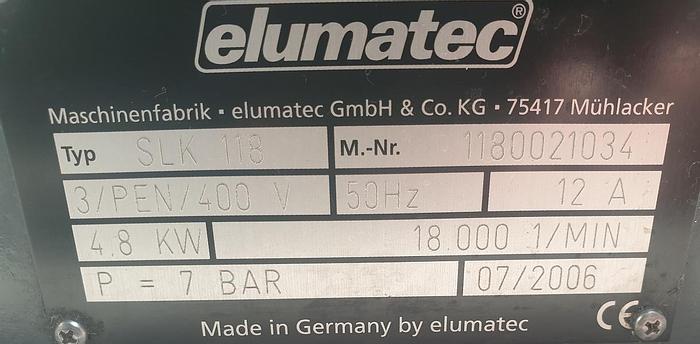 elumatec®
Maschinenfabrik ▪ elumatec GmbH & Co. KG ▪ 75417 Mühlacker
Typ SLK 118 M.-Nr. 1180021034
3/PEN/400 V 50Hz 12 A
4.8 KW 18.000 1/MIN
P = 7 BAR 07/2006
Made in Germany by elumatec CE